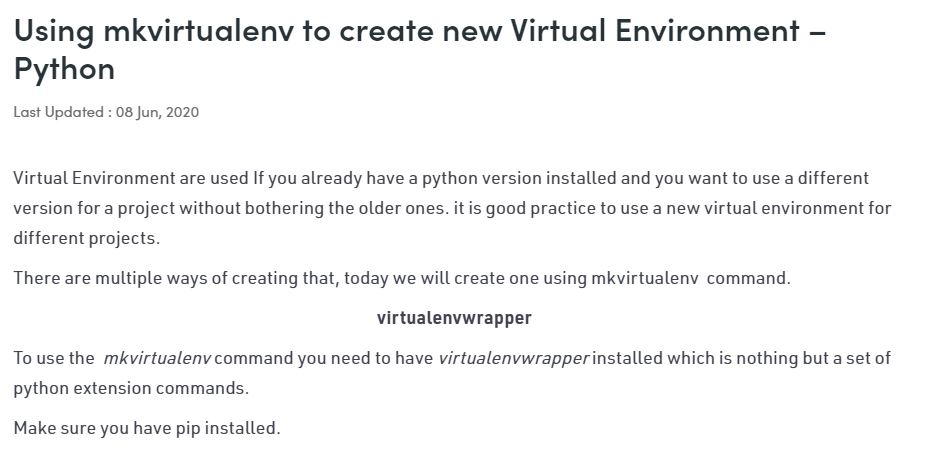 Using mkvirtualenv to create new Virtual Environment –
Python
Last Updated : 08 Jun, 2020
Virtual Environment are used If you already have a python version installed and you want to use a different
version for a project without bothering the older ones. it is good practice to use a new virtual environment for
different projects.
There are multiple ways of creating that, today we will create one using mkvirtualenv  command.
virtualenvwrapper
To use the  mkvirtualenv command you need to have virtualenvwrapper installed which is nothing but a set of
python extension commands.
Make sure you have pip installed.